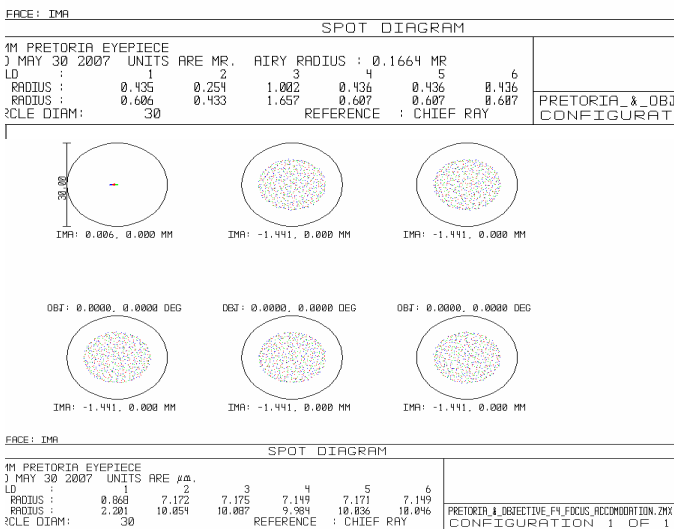 FACE: IMA
SPOT DIAGRAM
MM PRETORIA EYEPIECE
MAY 30 2007 UNITS ARE MR. AIRY RADIUS : 0.1664 MR
LD : 1 2 3 4 5 6
RADIUS : 0.435 0.254 1.002 0.436 0.436 0.436
RADIUS : 0.606 0.433 1.657 0.607 0.607 0.607
RCLE DIAM: 30 REFERENCE : CHIEF RAY
PRETORIA_&_OBJ
CONFIGURAT
30.00
IMA: 0.006, 0.000 MM IMA: -1.441, 0.000 MM IMA: -1.441, 0.000 MM
OBJ: 0.0000, 0.0000 DEG OBJ: 0.0000, 0.0000 DEG OBJ: 0.0000, 0.0000 DEG
IMA: -1.441, 0.000 MM IMA: -1.441, 0.000 MM IMA: -1.441, 0.000 MM
FACE: IMA
SPOT DIAGRAM
MM PRETORIA EYEPIECE
MAY 30 2007 UNITS ARE µm.
LD : 1 2 3 4 5 6
RADIUS : 0.868 7.172 7.175 7.149 7.171 7.149
RADIUS : 2.201 10.054 10.087 9.984 10.036 10.046
RCLE DIAM: 30 REFERENCE : CHIEF RAY
PRETORIA_&_OBJECTIVE_F4_FOCUS_ACCOMODATION.ZMX
CONFIGURATION 1 OF 1